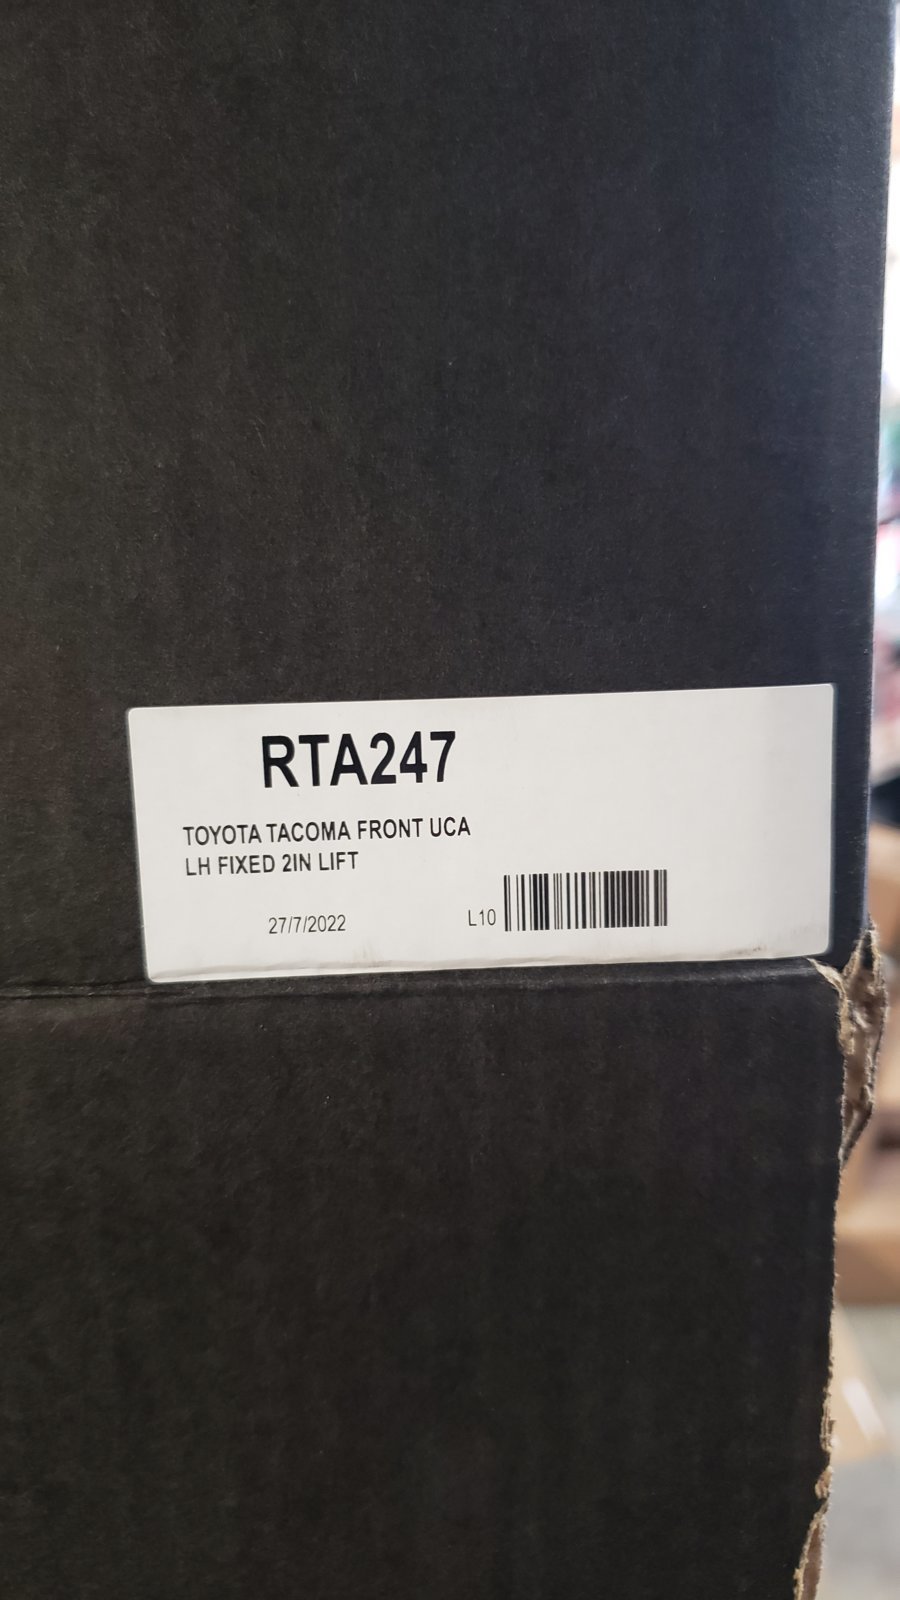 RTA247
TOYOTA TACOMA FRONT UCA
LH FIXED 2IN LIFT
27/7/2022
L10